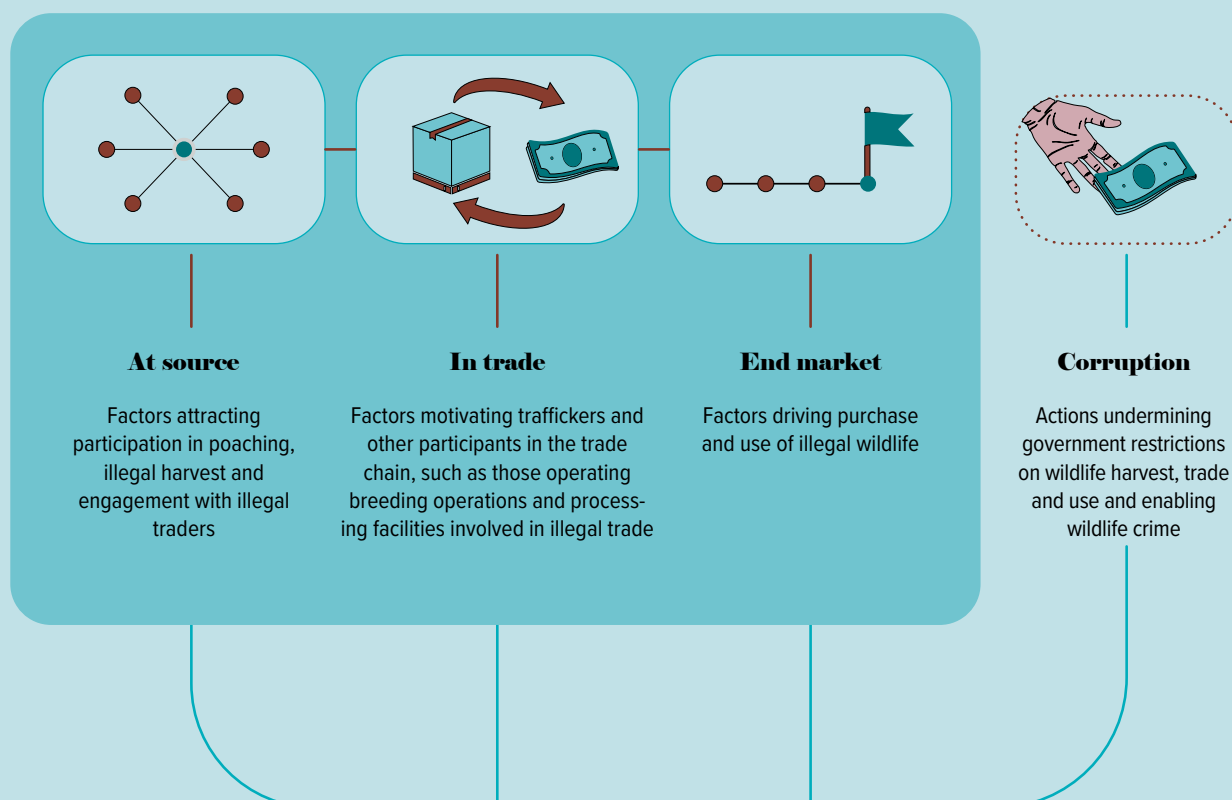 At source
Factors attracting
participation in poaching,
illegal harvest and
engagement with illegal
traders
In trade
Factors motivating traffickers and
other participants in the trade
chain, such as those operating
breeding operations and process-
ing facilities involved in illegal trade
End market
Factors driving purchase
and use of illegal wildlife
Corruption
Actions undermining
government restrictions
on wildlife harvest, trade
and use and enabling
wildlife crime